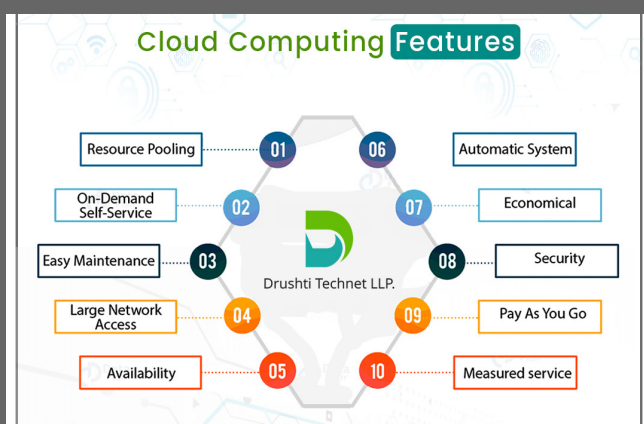 Cloud Computing Features
Resource Pooling 01
06 Automatic System
On-Demand
Self-Service 02
07 Economical
Easy Maintenance 03
08 Security
Drushti Technet LLP.
Large Network
Access 04
09 Pay As You Go
Availability 05
10 Measured service